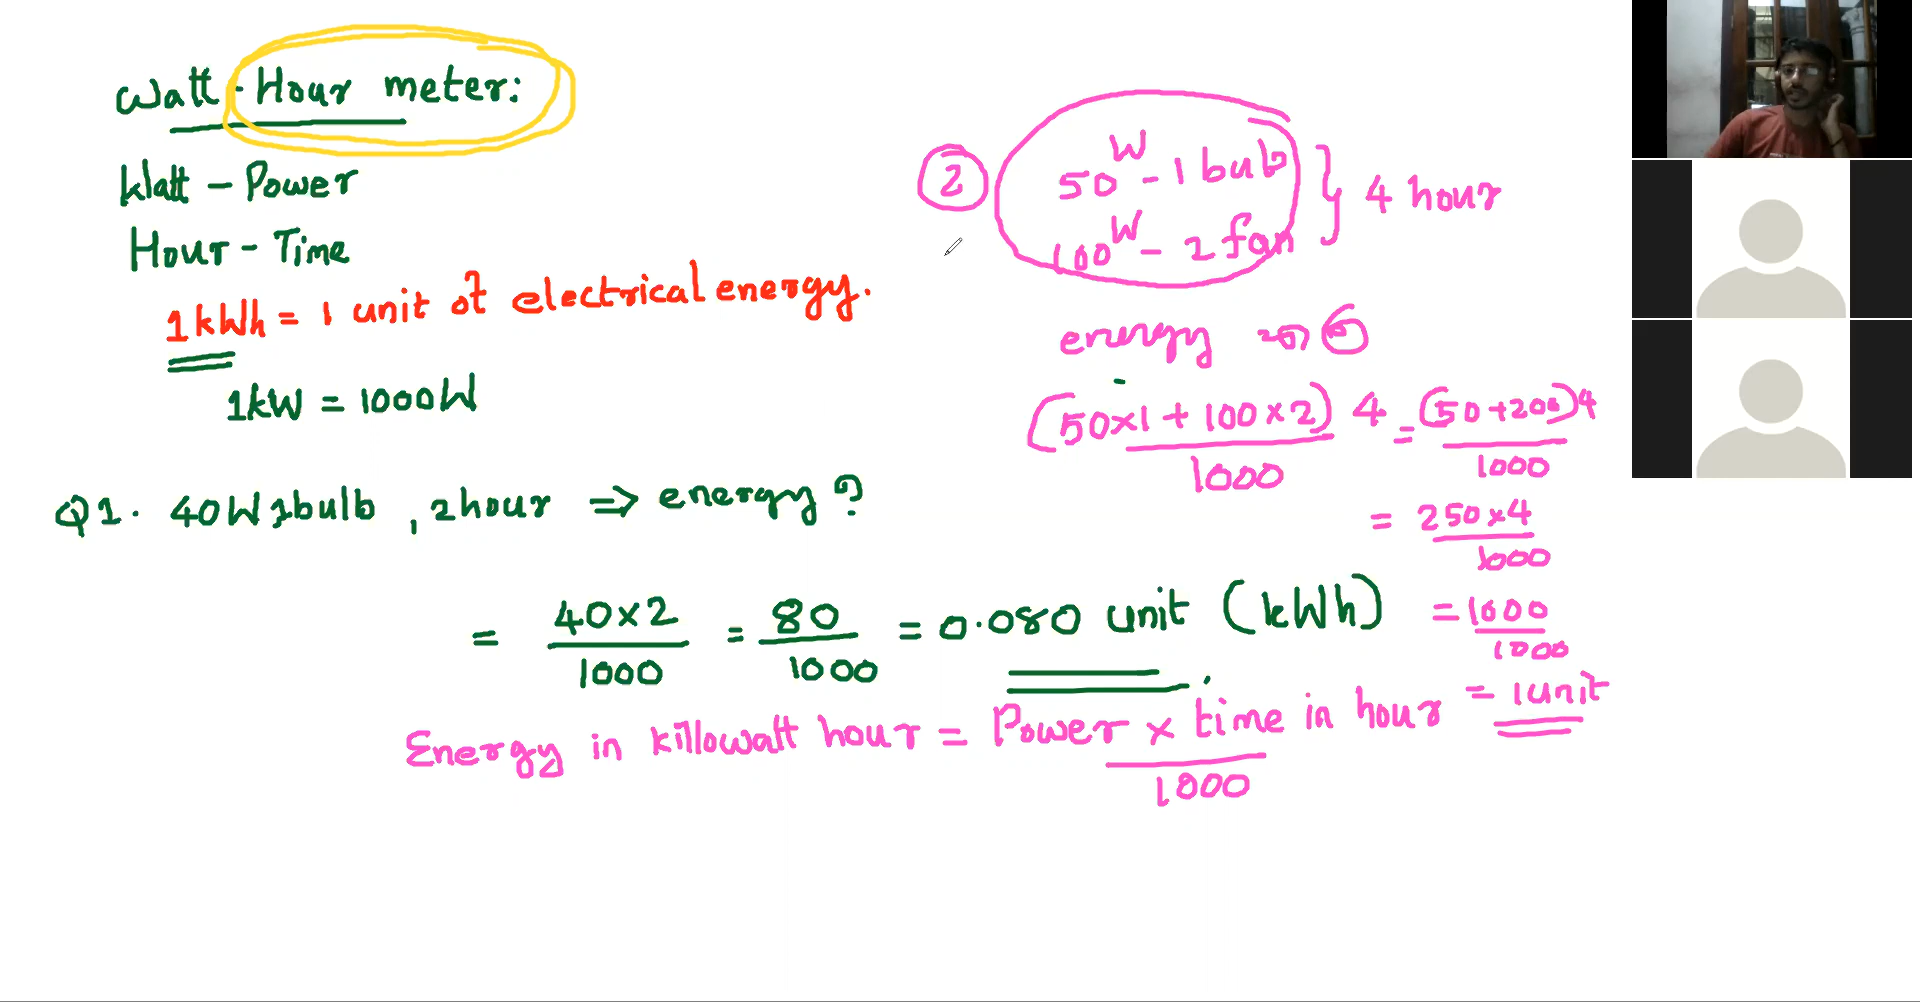 Watt-Hour meter:
Watt - Power
Hour - Time
1kWh = 1 unit of electrical energy.
1kW = 1000W
Q1. 40W 1bulb , 2hour => energy ?
= 40×2/1000 = 80/1000 = 0.080 unit (kWh)
Energy in killowatt hour = Power × time in hour/1000
2
50W - 1 bulb
100W - 2 fan
} 4 hour
energy
(50×1 + 100×2) 4/1000 = (50+200)4/1000
= 250×4/1000
= 1000/1000
= 1unit